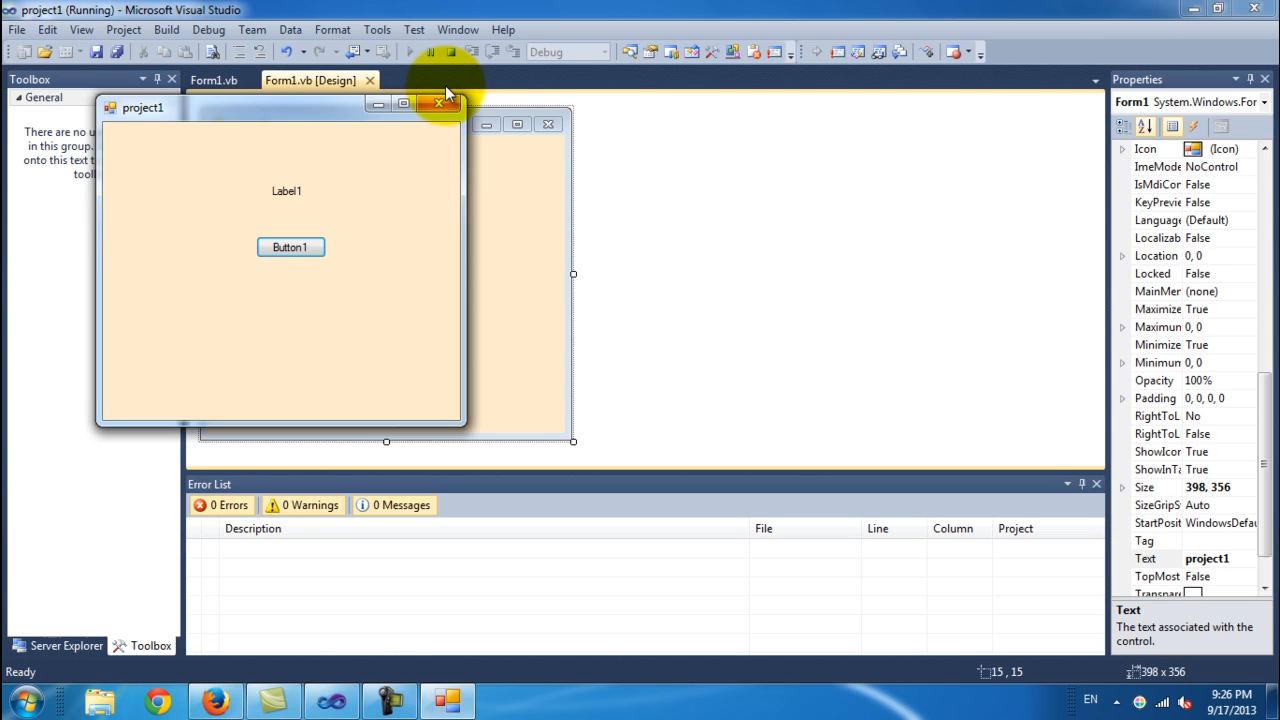 project1 (Running) - Microsoft Visual Studio
File Edit View Project Build Debug Team Data Format Tools Test Window Help
Debug
Toolbox
General
There are no u
in this group.
onto this text t
tool
Form1.vb
Form1.vb [Design]
project1
Label1
Button1
Properties
Form1 System.Windows.For
Icon (Icon)
ImeMode NoControl
IsMdiCor False
KeyPrevie False
Language (Default)
Localizab False
Location 0, 0
Locked False
MainMer (none)
Maximize True
Maximun 0, 0
Minimize True
Minimum 0, 0
Opacity 100%
Padding 0, 0, 0, 0
RightToL No
RightToL False
ShowIcor True
ShowInTa True
Size 398, 356
SizeGripS Auto
StartPosit WindowsDefau
Tag
Text project1
TopMost False
Transpare
Text
The text associated with the
control.
Error List
0 Errors 0 Warnings 0 Messages
Description File Line Column Project
Server Explorer Toolbox
Ready 15 , 15 398 x 356
EN
9:26 PM
9/17/2013